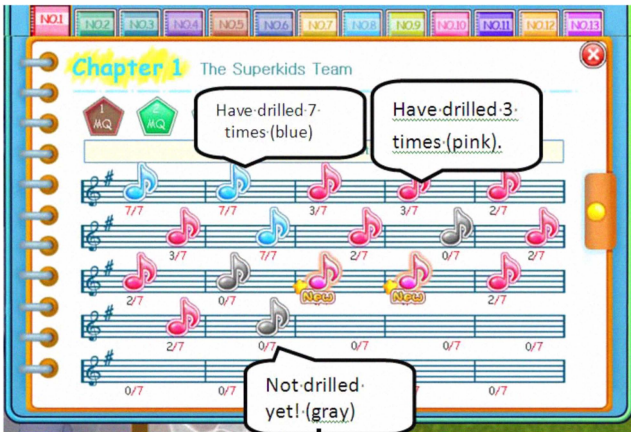 NO.1 NO.2 NO.3 NO.4 NO.5 NO.6 NO.7 NO.8 NO.9 NO.10 NO.11 NO.12 NO.13
Chapter 1 The Superkids Team
1
MQ
2
MQ
Have drilled 7
times (blue)
Have drilled 3
times (pink).
7/7 7/7 3/7 3/7 2/7
3/7 7/7 2/7 0/7 2/7
2/7 0/7 New New 2/7
2/7 0/7 0/7 0/7 0/7
0/7 0/7 0/7 0/7
Not drilled
yet! (gray)